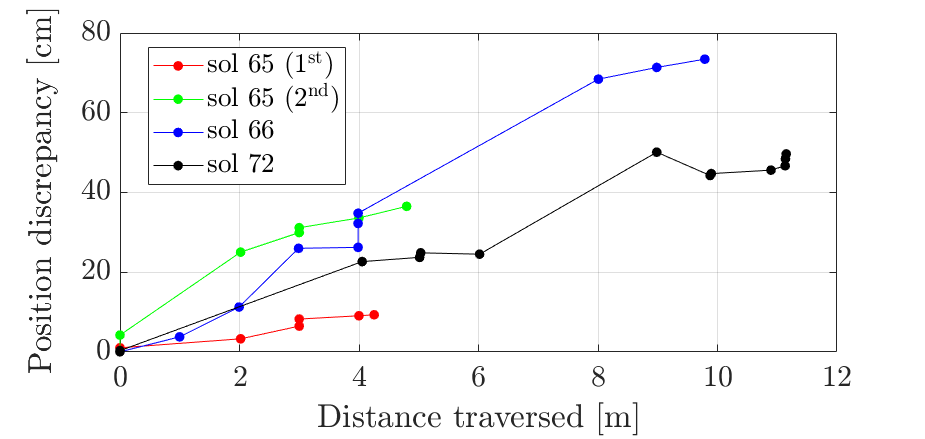 Position discrepancy [cm]
80
60
40
20
0
sol 65 (1st)
sol 65 (2nd)
sol 66
sol 72
0 2 4 6 8 10 12
Distance traversed [m]